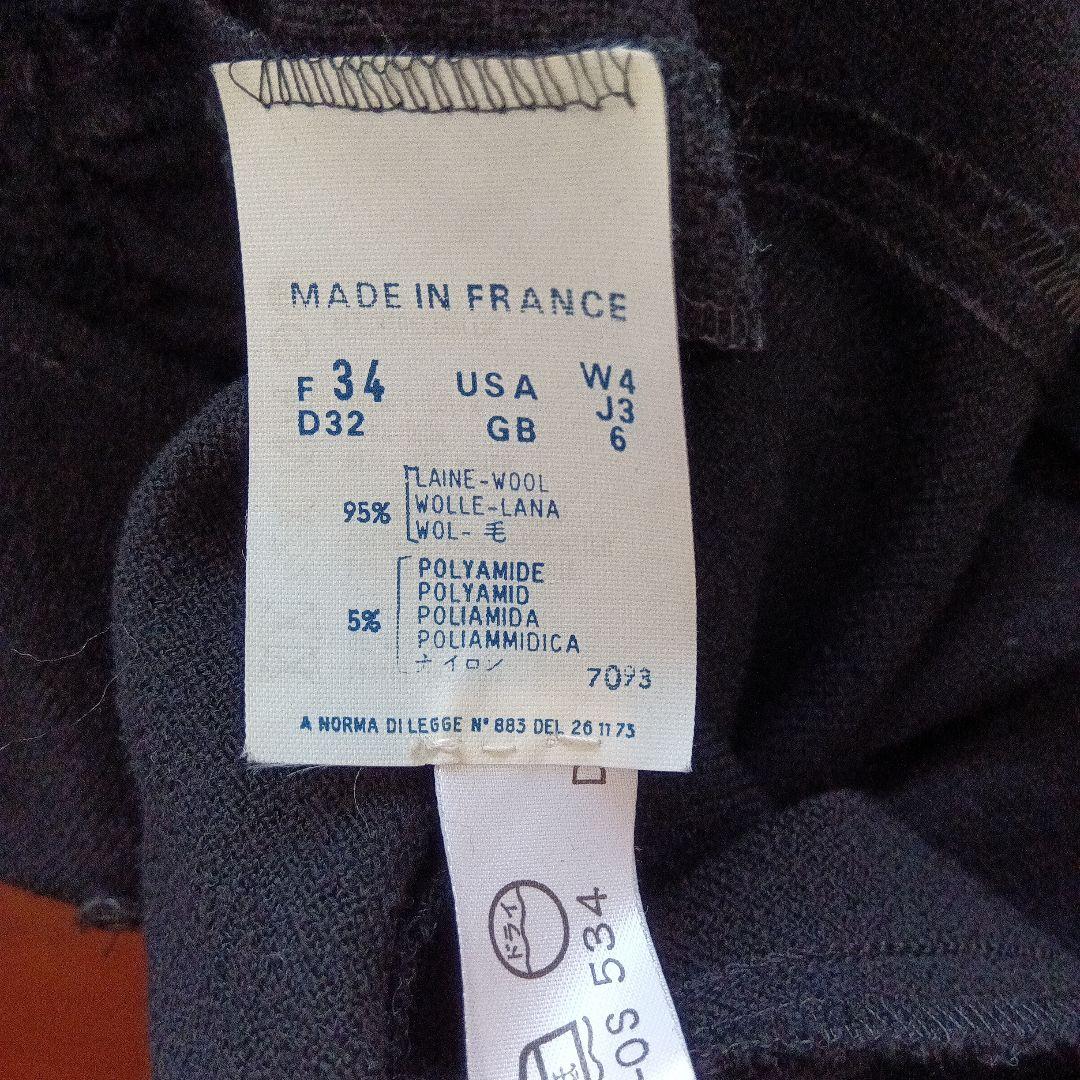 MADE IN FRANCE
F 34 USA W4
J3
D32 GB 6
95% LAINE-WOOL
WOLLE-LANA
WOL- 毛
5% POLYAMIDE
POLYAMID
POLIAMIDA
POLIAMMIDICA
ナイロン
7093
A NORMA DI LEGGE N° 883 DEL 26 11 73
ドライ
-OS 534